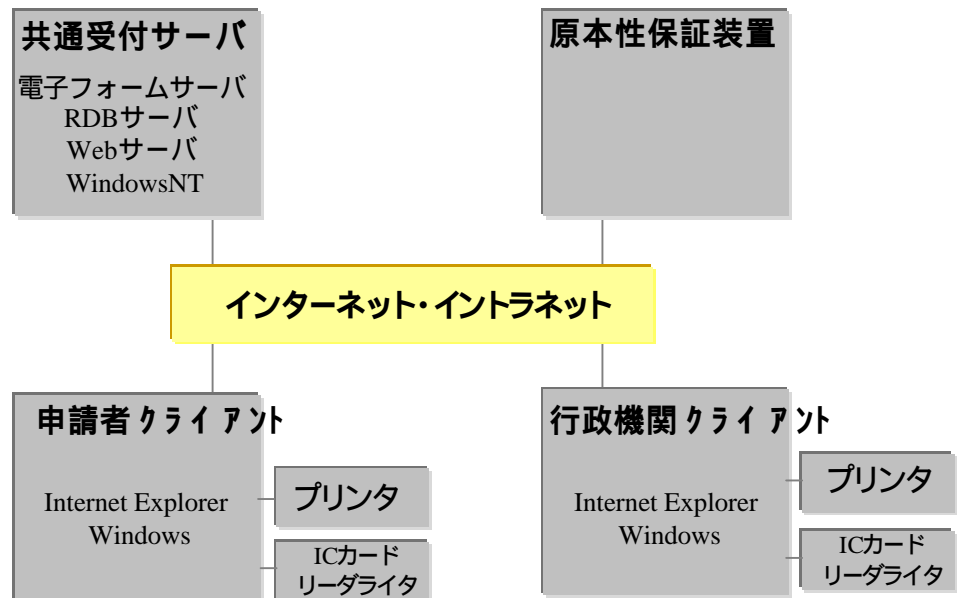 共通受付サーバ
電子フォームサーバ
RDBサーバ
Webサーバ
WindowsNT
原本性保証装置
インターネット・イントラネット
申請者クライアント
Internet Explorer
Windows
プリンタ
ICカード
リーダライタ
行政機関クライアント
Internet Explorer
Windows
プリンタ
ICカード
リーダライタ